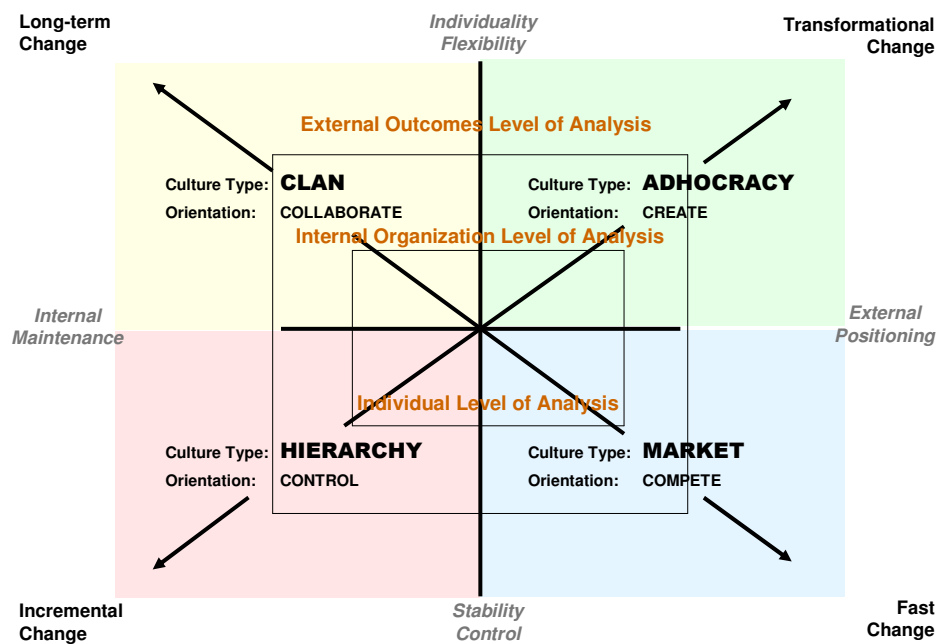 Long-term
Change
Individuality
Flexibility
Transformational
Change
External Outcomes Level of Analysis
Culture Type: CLAN
Orientation: COLLABORATE
Culture Type: ADHOCRACY
Orientation: CREATE
Internal Organization Level of Analysis
Internal
Maintenance
External
Positioning
Individual Level of Analysis
Culture Type: HIERARCHY
Orientation: CONTROL
Culture Type: MARKET
Orientation: COMPETE
Incremental
Change
Stability
Control
Fast
Change